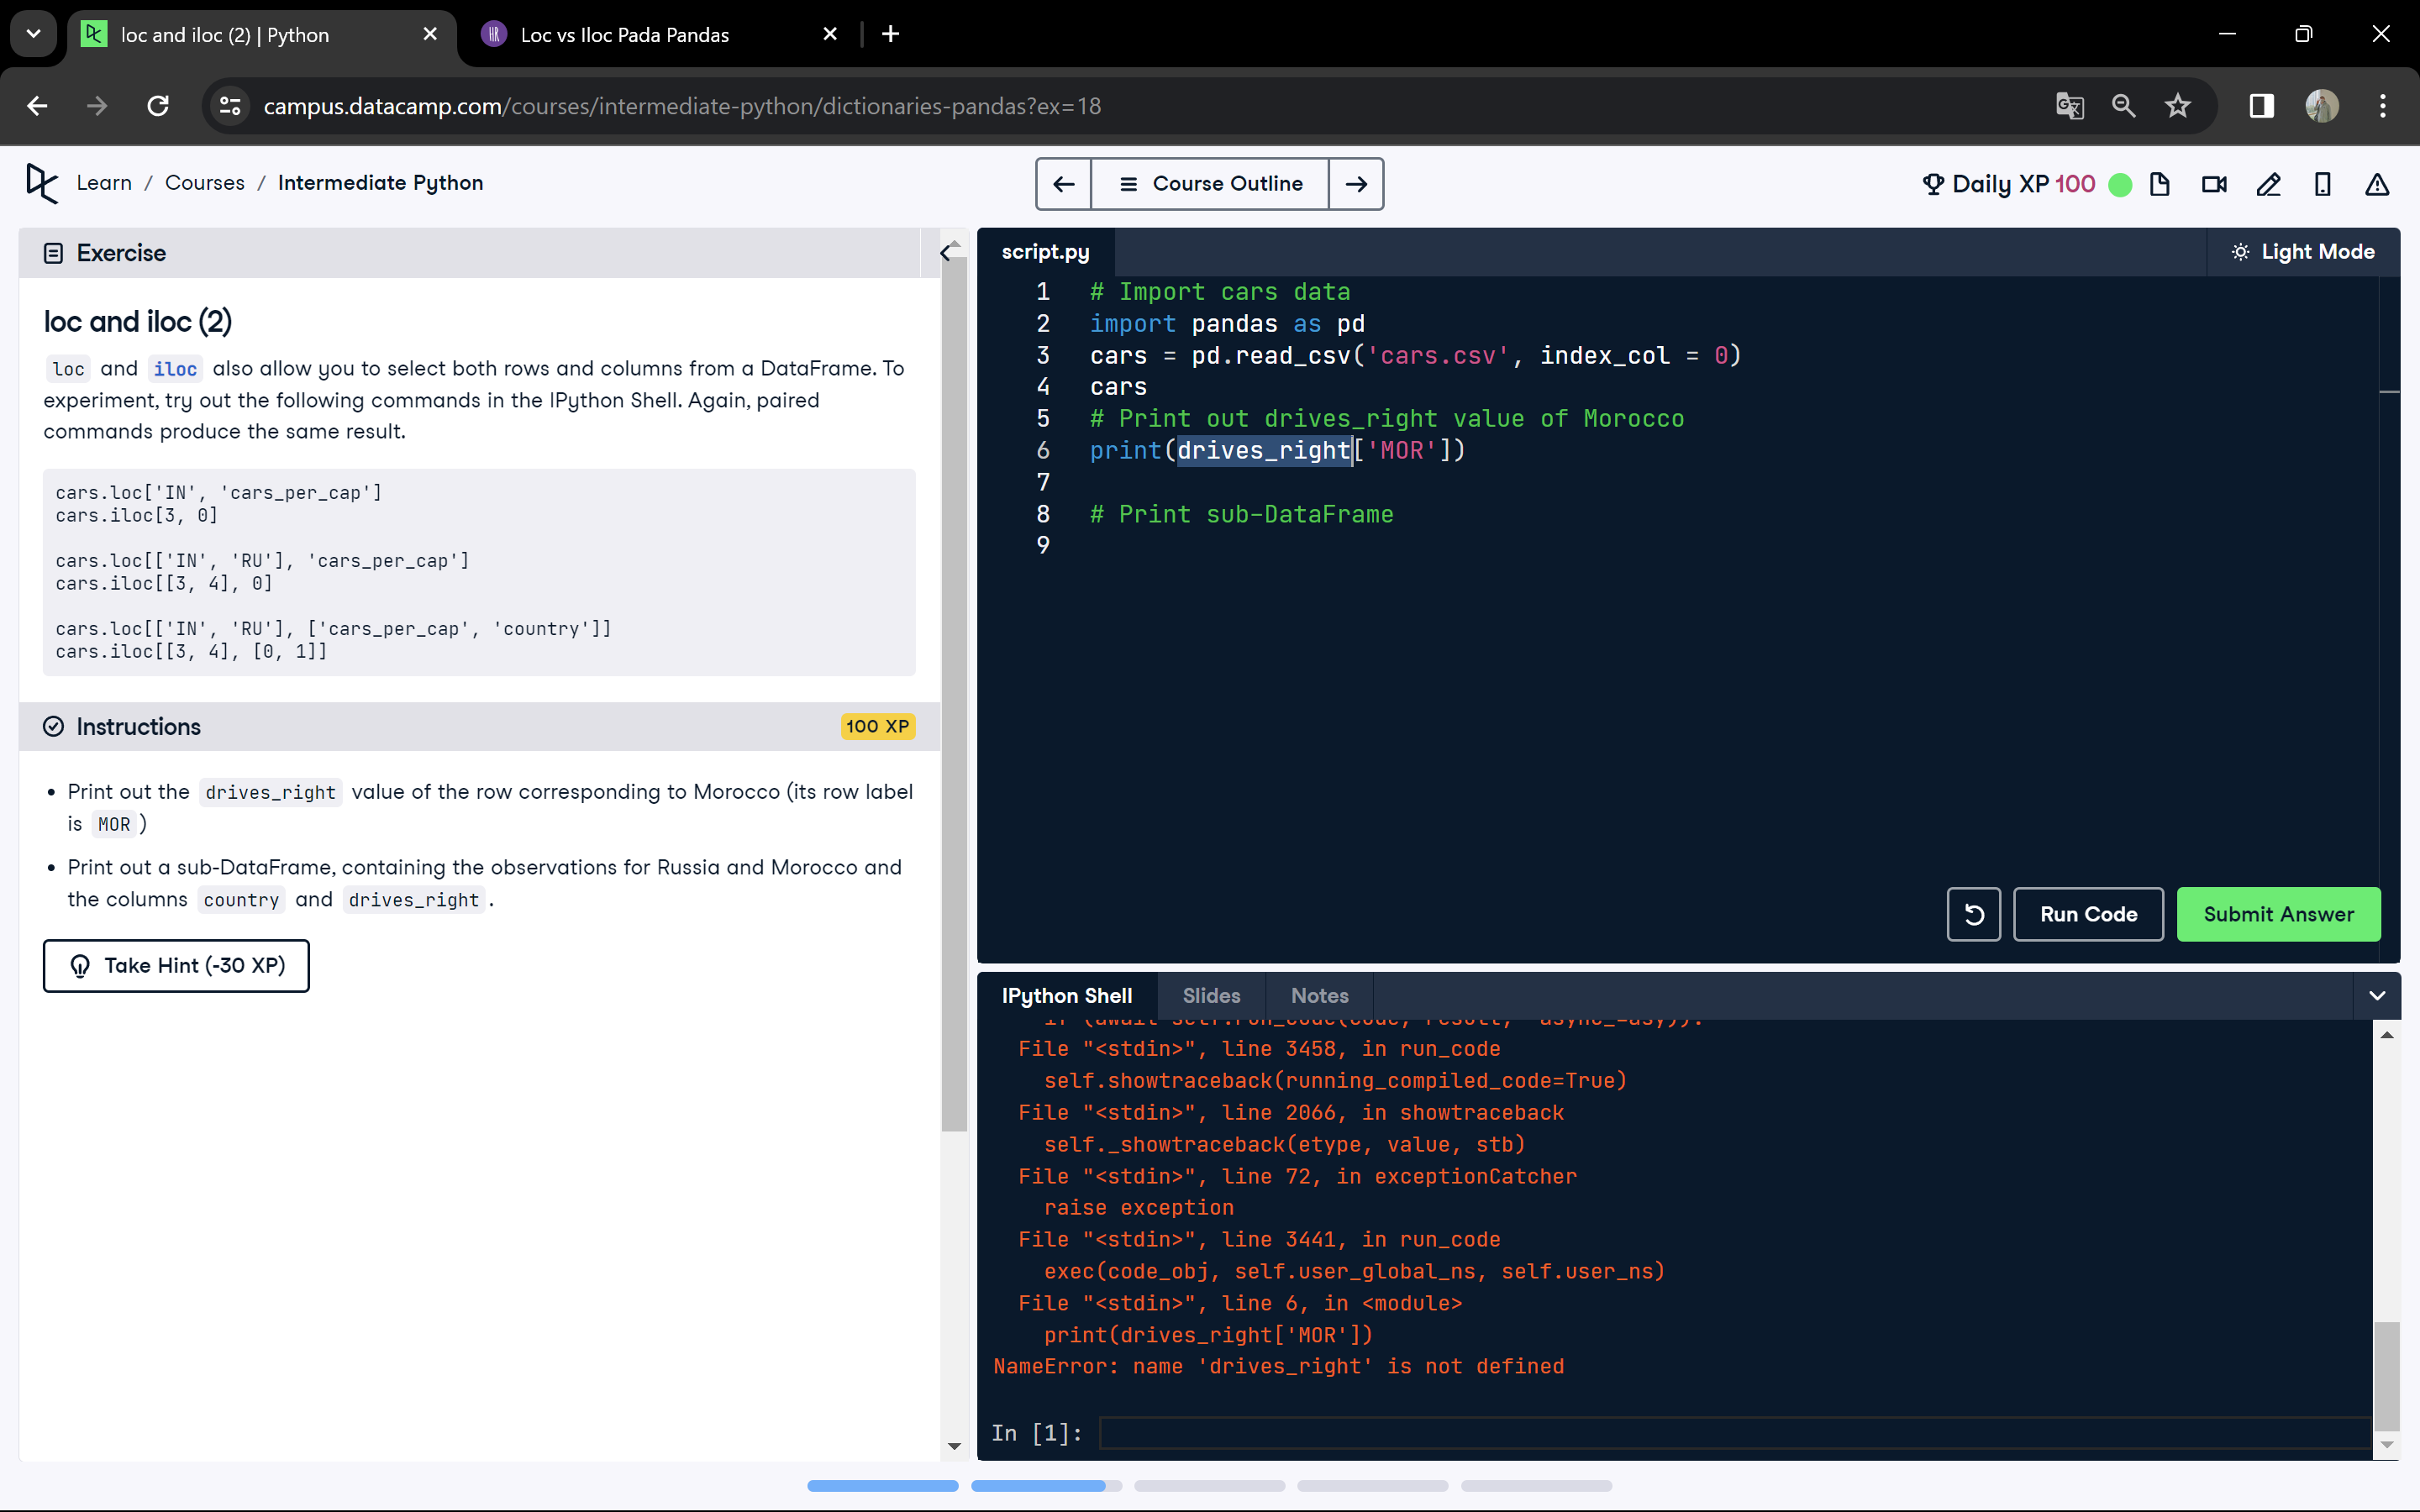 loc and iloc (2) | Python
Loc vs Iloc Pada Pandas
campus.datacamp.com/courses/intermediate-python/dictionaries-pandas?ex=18
Learn / Courses / Intermediate Python
Course Outline
Daily XP 100
Exercise
loc and iloc (2)
loc and iloc also allow you to select both rows and columns from a DataFrame. To
experiment, try out the following commands in the IPython Shell. Again, paired
commands produce the same result.
cars.loc['IN', 'cars_per_cap']
cars.iloc[3, 0]
cars.loc[['IN', 'RU'], 'cars_per_cap']
cars.iloc[[3, 4], 0]
cars.loc[['IN', 'RU'], ['cars_per_cap', 'country']]
cars.iloc[[3, 4], [0, 1]]
Instructions
100 XP
Print out the drives_right value of the row corresponding to Morocco (its row label
is MOR )
Print out a sub-DataFrame, containing the observations for Russia and Morocco and
the columns country and drives_right .
Take Hint (-30 XP)
script.py
Light Mode
1 # Import cars data
2 import pandas as pd
3 cars = pd.read_csv('cars.csv', index_col = 0)
4 cars
5 # Print out drives_right value of Morocco
6 print(drives_right['MOR'])
7
8 # Print sub-DataFrame
9
Run Code
Submit Answer
IPython Shell
Slides
Notes
if (await self.run_code(code, result, async_=asy)):
File "<stdin>", line 3458, in run_code
self.showtraceback(running_compiled_code=True)
File "<stdin>", line 2066, in showtraceback
self._showtraceback(etype, value, stb)
File "<stdin>", line 72, in exceptionCatcher
raise exception
File "<stdin>", line 3441, in run_code
exec(code_obj, self.user_global_ns, self.user_ns)
File "<stdin>", line 6, in <module>
print(drives_right['MOR'])
NameError: name 'drives_right' is not defined
In [1]: